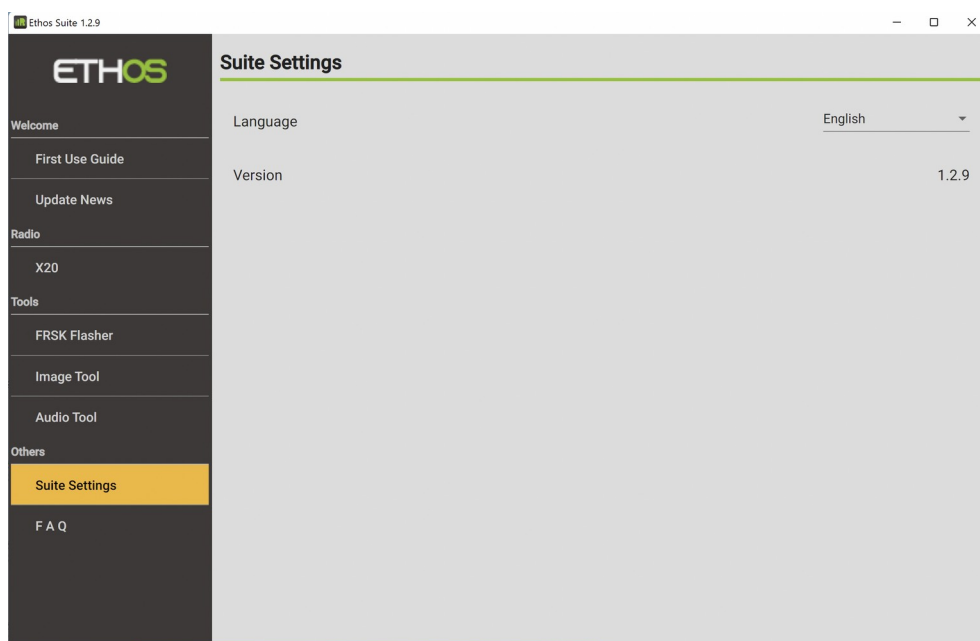 Ethos Suite 1.2.9
ETHOS
Welcome
First Use Guide
Update News
Radio
X20
Tools
FRSK Flasher
Image Tool
Audio Tool
Others
Suite Settings
F A Q
Suite Settings
Language English
Version 1.2.9